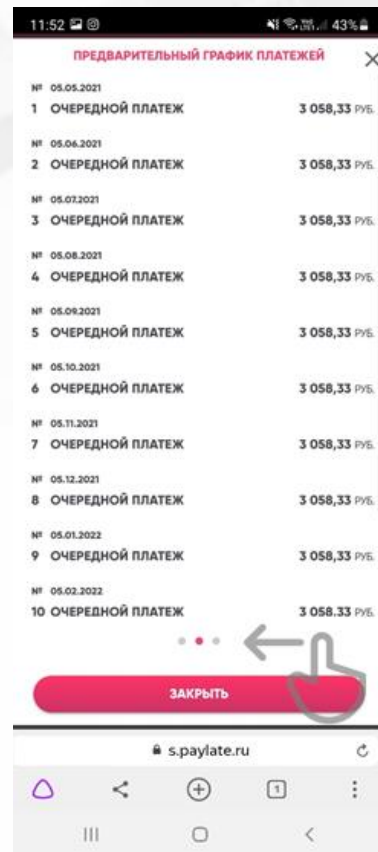 11:52 43%
ПРЕДВАРИТЕЛЬНЫЙ ГРАФИК ПЛАТЕЖЕЙ
№ 05.05.2021
1 ОЧЕРЕДНОЙ ПЛАТЕЖ 3 058,33 РУБ.
№ 05.06.2021
2 ОЧЕРЕДНОЙ ПЛАТЕЖ 3 058,33 РУБ.
№ 05.07.2021
3 ОЧЕРЕДНОЙ ПЛАТЕЖ 3 058,33 РУБ.
№ 05.08.2021
4 ОЧЕРЕДНОЙ ПЛАТЕЖ 3 058,33 РУБ.
№ 05.09.2021
5 ОЧЕРЕДНОЙ ПЛАТЕЖ 3 058,33 РУБ.
№ 05.10.2021
6 ОЧЕРЕДНОЙ ПЛАТЕЖ 3 058,33 РУБ.
№ 05.11.2021
7 ОЧЕРЕДНОЙ ПЛАТЕЖ 3 058,33 РУБ.
№ 05.12.2021
8 ОЧЕРЕДНОЙ ПЛАТЕЖ 3 058,33 РУБ.
№ 05.01.2022
9 ОЧЕРЕДНОЙ ПЛАТЕЖ 3 058,33 РУБ.
№ 05.02.2022
10 ОЧЕРЕДНОЙ ПЛАТЕЖ 3 058.33 РУБ.
ЗАКРЫТЬ
s.paylate.ru
1